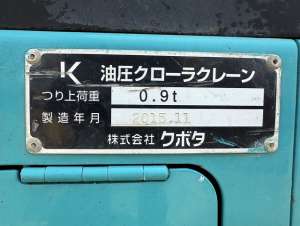 K 油圧クローラクレーン
つり上荷重 0.9t
製造年月 2015.11
株式会社 クボタ